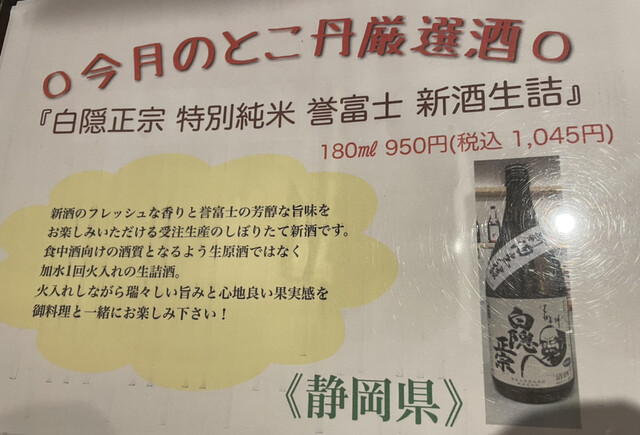 ○今月のとこ丹厳選酒○
『白隠正宗 特別純米 誉富士 新酒生詰』
180㎖ 950円(税込 1,045円)
新酒のフレッシュな香りと誉富士の芳醇な旨味を
お楽しみいただける受注生産のしぼりたて新酒です。
食中酒向けの酒質となるよう生原酒ではなく
加水1回火入れの生詰酒。
火入れしながら瑞々しい旨みと心地良い果実感を
御料理と一緒にお楽しみ下さい！
《静岡県》
白隠
正宗